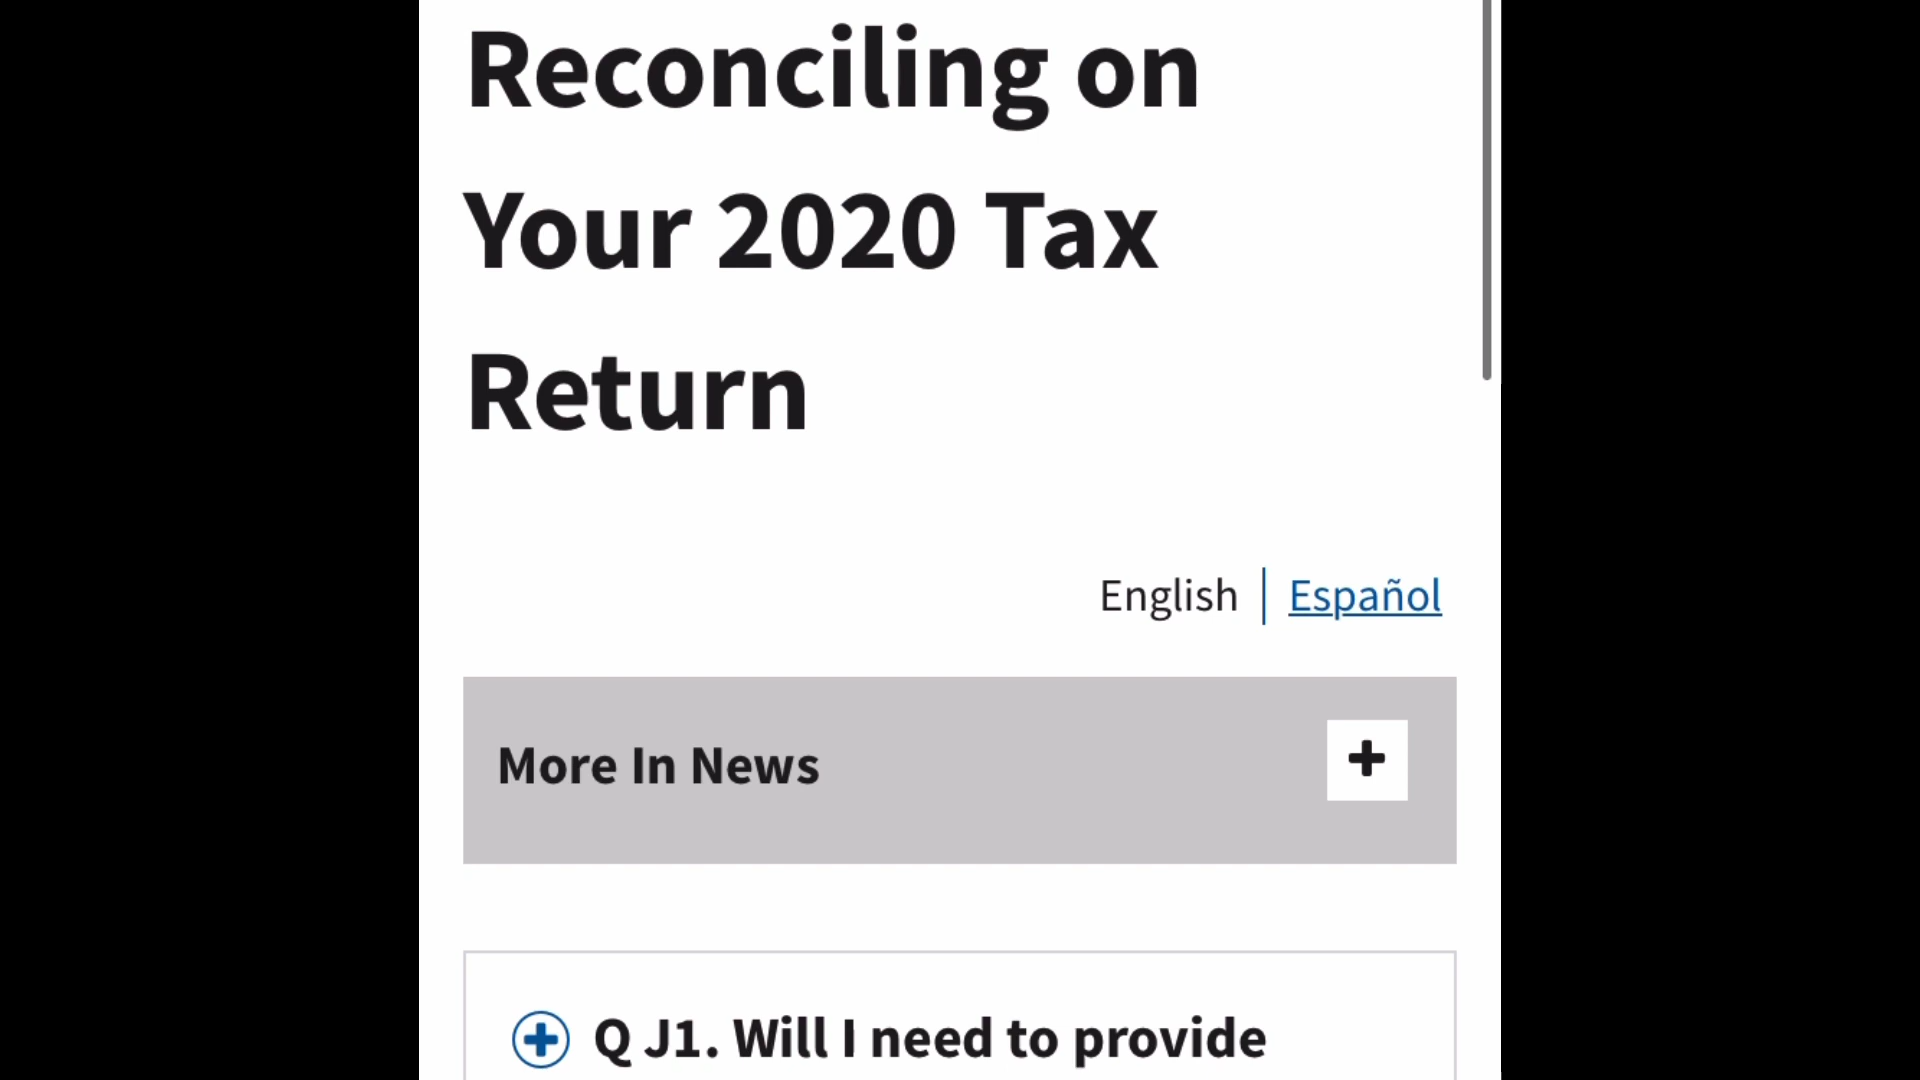 Reconciling on
Your 2020 Tax
Return
English | Español
More In News
Q J1. Will I need to provide